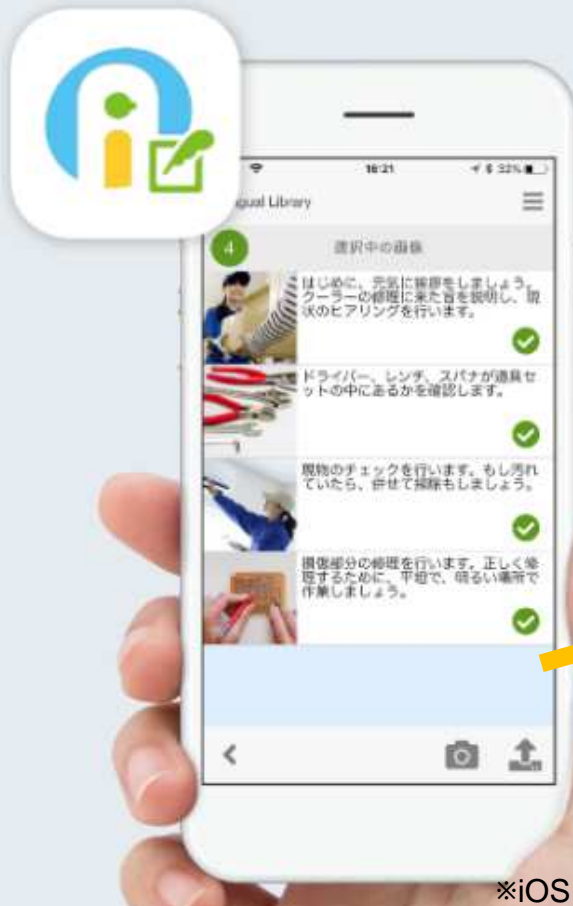 16:21
32%
gual Library
4
選択中の画像
はじめに、元気に挨拶をしましょう。
クーラーの修理に来た旨を説明し、現
状のヒアリングを行います。
ドライバー、レンチ、スパナが道具セ
ットの中にあるかを確認します。
現物のチェックを行います。もし汚れ
ていたら、併せて掃除もしましょう。
損傷部分の修理を行います。正しく修
理するために、平坦で、明るい場所で
作業しましょう。
※iOS